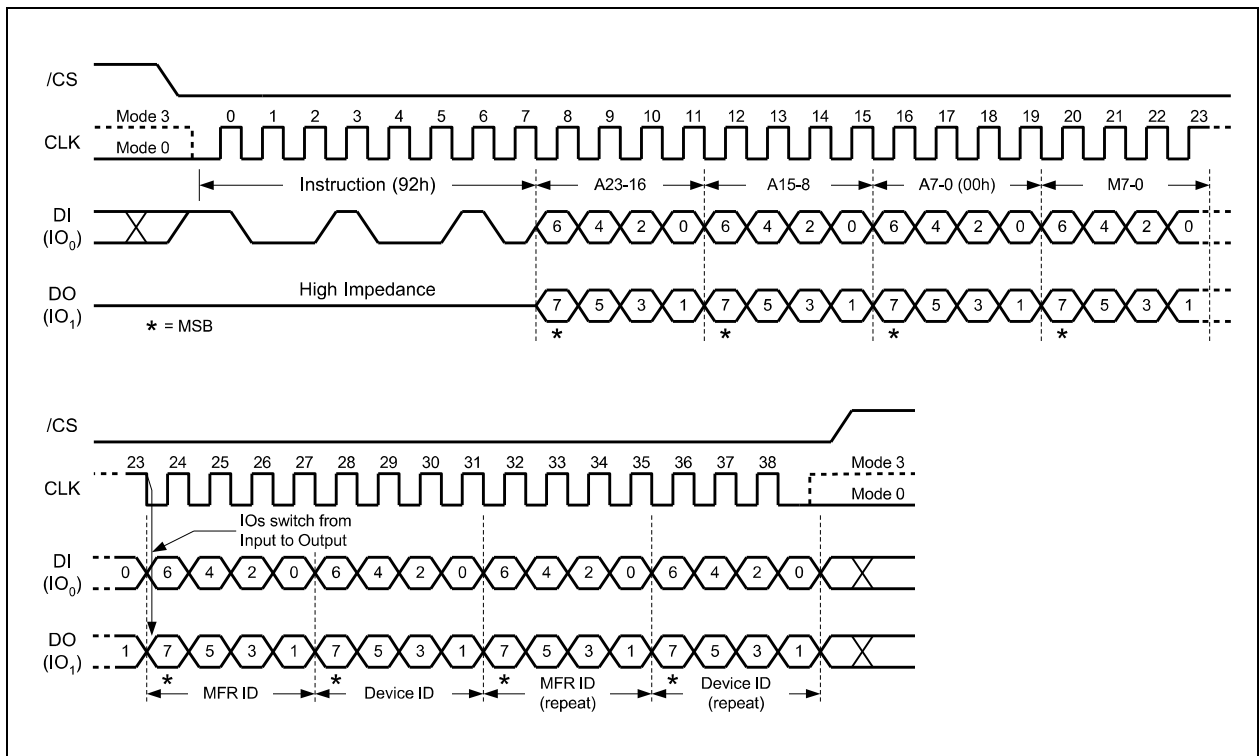 /CS
Mode 3 0 1 2 3 4 5 6 7 8 9 10 11 12 13 14 15 16 17 18 19 20 21 22 23
CLK
Mode 0
Instruction (92h) A23-16 A15-8 A7-0 (00h) M7-0
DI
(IO0) 6 4 2 0 6 4 2 0 6 4 2 0 6 4 2 0
High Impedance
DO
(IO1) 7 5 3 1 7 5 3 1 7 5 3 1 7 5 3 1
* = MSB * * * *
/CS
23 24 25 26 27 28 29 30 31 32 33 34 35 36 37 38 Mode 3
CLK
Mode 0
IOs switch from
Input to Output
DI
(IO0) 0 6 4 2 0 6 4 2 0 6 4 2 0 6 4 2 0
DO
(IO1) 1 7 5 3 1 7 5 3 1 7 5 3 1 7 5 3 1
* * * *
MFR ID Device ID MFR ID
(repeat) Device ID
(repeat)